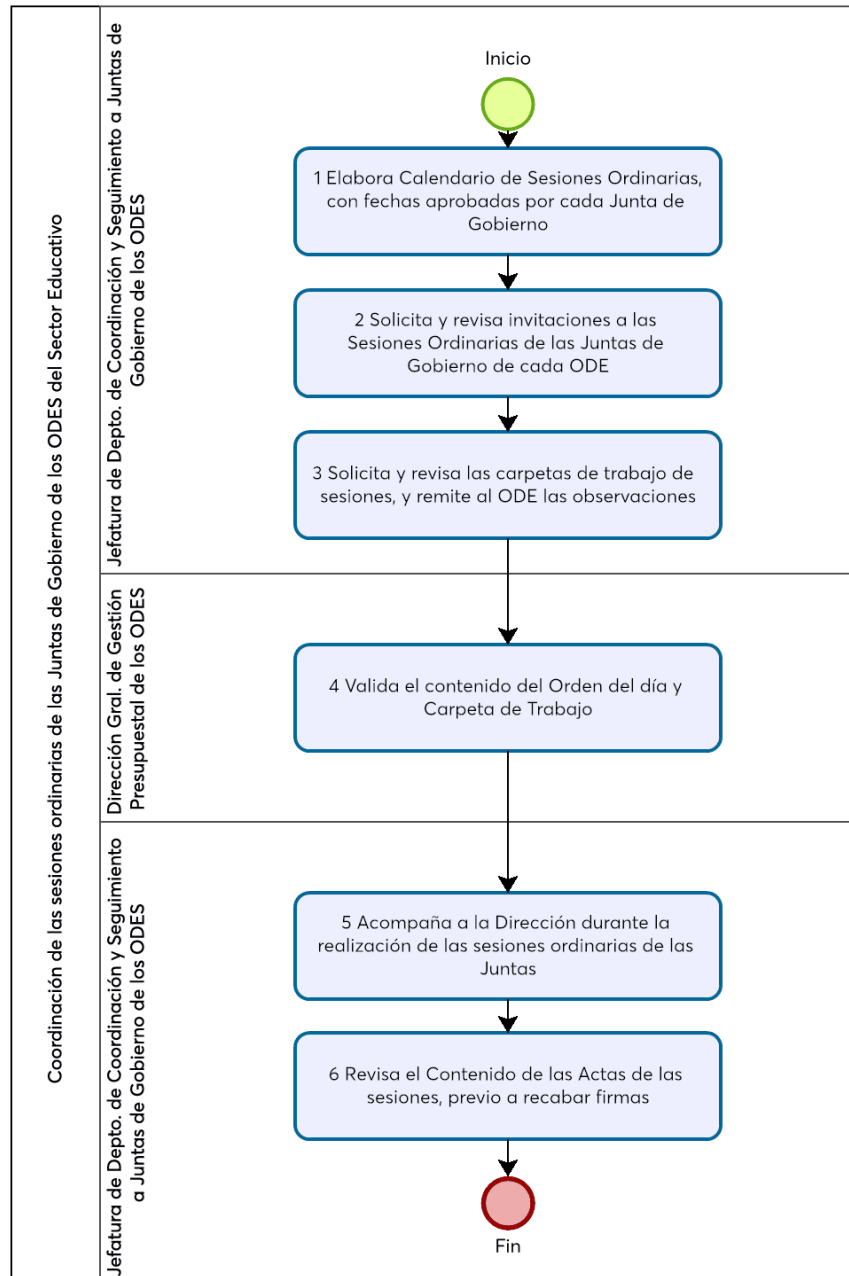 Coordinación de las sesiones ordinarias de las Juntas de Gobierno de los ODES del Sector Educativo
Jefatura de Depto. de Coordinación y Seguimiento a Juntas de
Gobierno de los ODES
Inicio
1 Elabora Calendario de Sesiones Ordinarias,
con fechas aprobadas por cada Junta de
Gobierno
2 Solicita y revisa invitaciones a las
Sesiones Ordinarias de las Juntas de
Gobierno de cada ODE
3 Solicita y revisa las carpetas de trabajo de
sesiones, y remite al ODE las observaciones
Dirección Gral. de Gestión
Presupuestal de los ODES
4 Valida el contenido del Orden del día y
Carpeta de Trabajo
Jefatura de Depto. de Coordinación y Seguimiento
a Juntas de Gobierno de los ODES
5 Acompaña a la Dirección durante la
realización de las sesiones ordinarias de las
Juntas
6 Revisa el Contenido de las Actas de las
sesiones, previo a recabar firmas
Fin